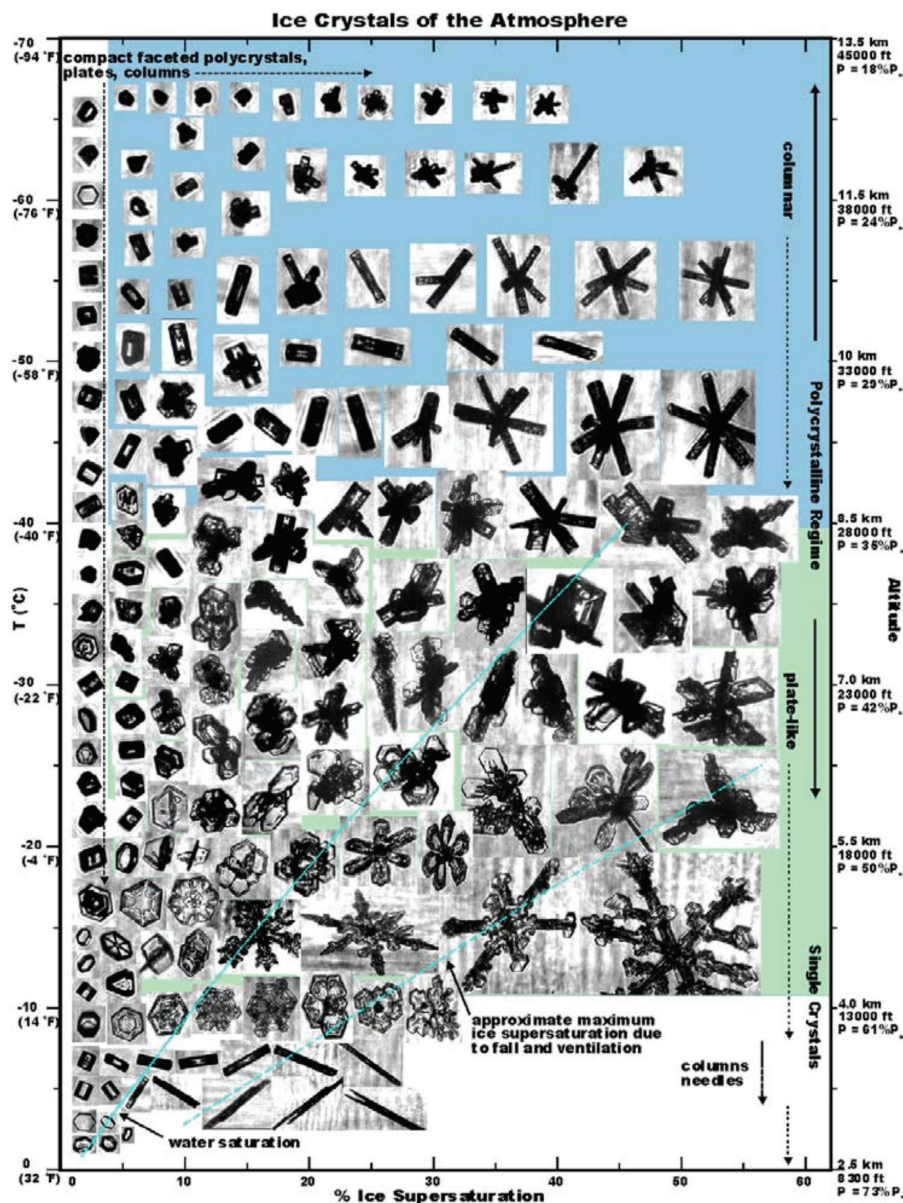 Ice Crystals of the Atmosphere
-70
(-94 °F)
compact faceted polycrystals,
plates, columns
13.5 km
45000 ft
P = 18%P
-60
(-76 °F)
columnar
11.5 km
38000 ft
P = 24%P
-50
(-58 °F)
10 km
33000 ft
P = 29%P
Polycrystalline Regime
-40
(-40 °F)
8.5 km
28000 ft
P = 36%P
T (°C)
Altitude
-30
(-22 °F)
plate-like
7.0 km
23000 ft
P = 42%P
-20
(-4 °F)
5.5 km
18000 ft
P = 50%P
Single Crystals
-10
(14 °F)
4.0 km
13000 ft
P = 61%P
approximate maximum
ice supersaturation due
to fall and ventilation
columns
needles
water saturation
0
(32 °F)
2.5 km
8300 ft
P = 73%P
0 10 20 30 40 50 60
% Ice Supersaturation